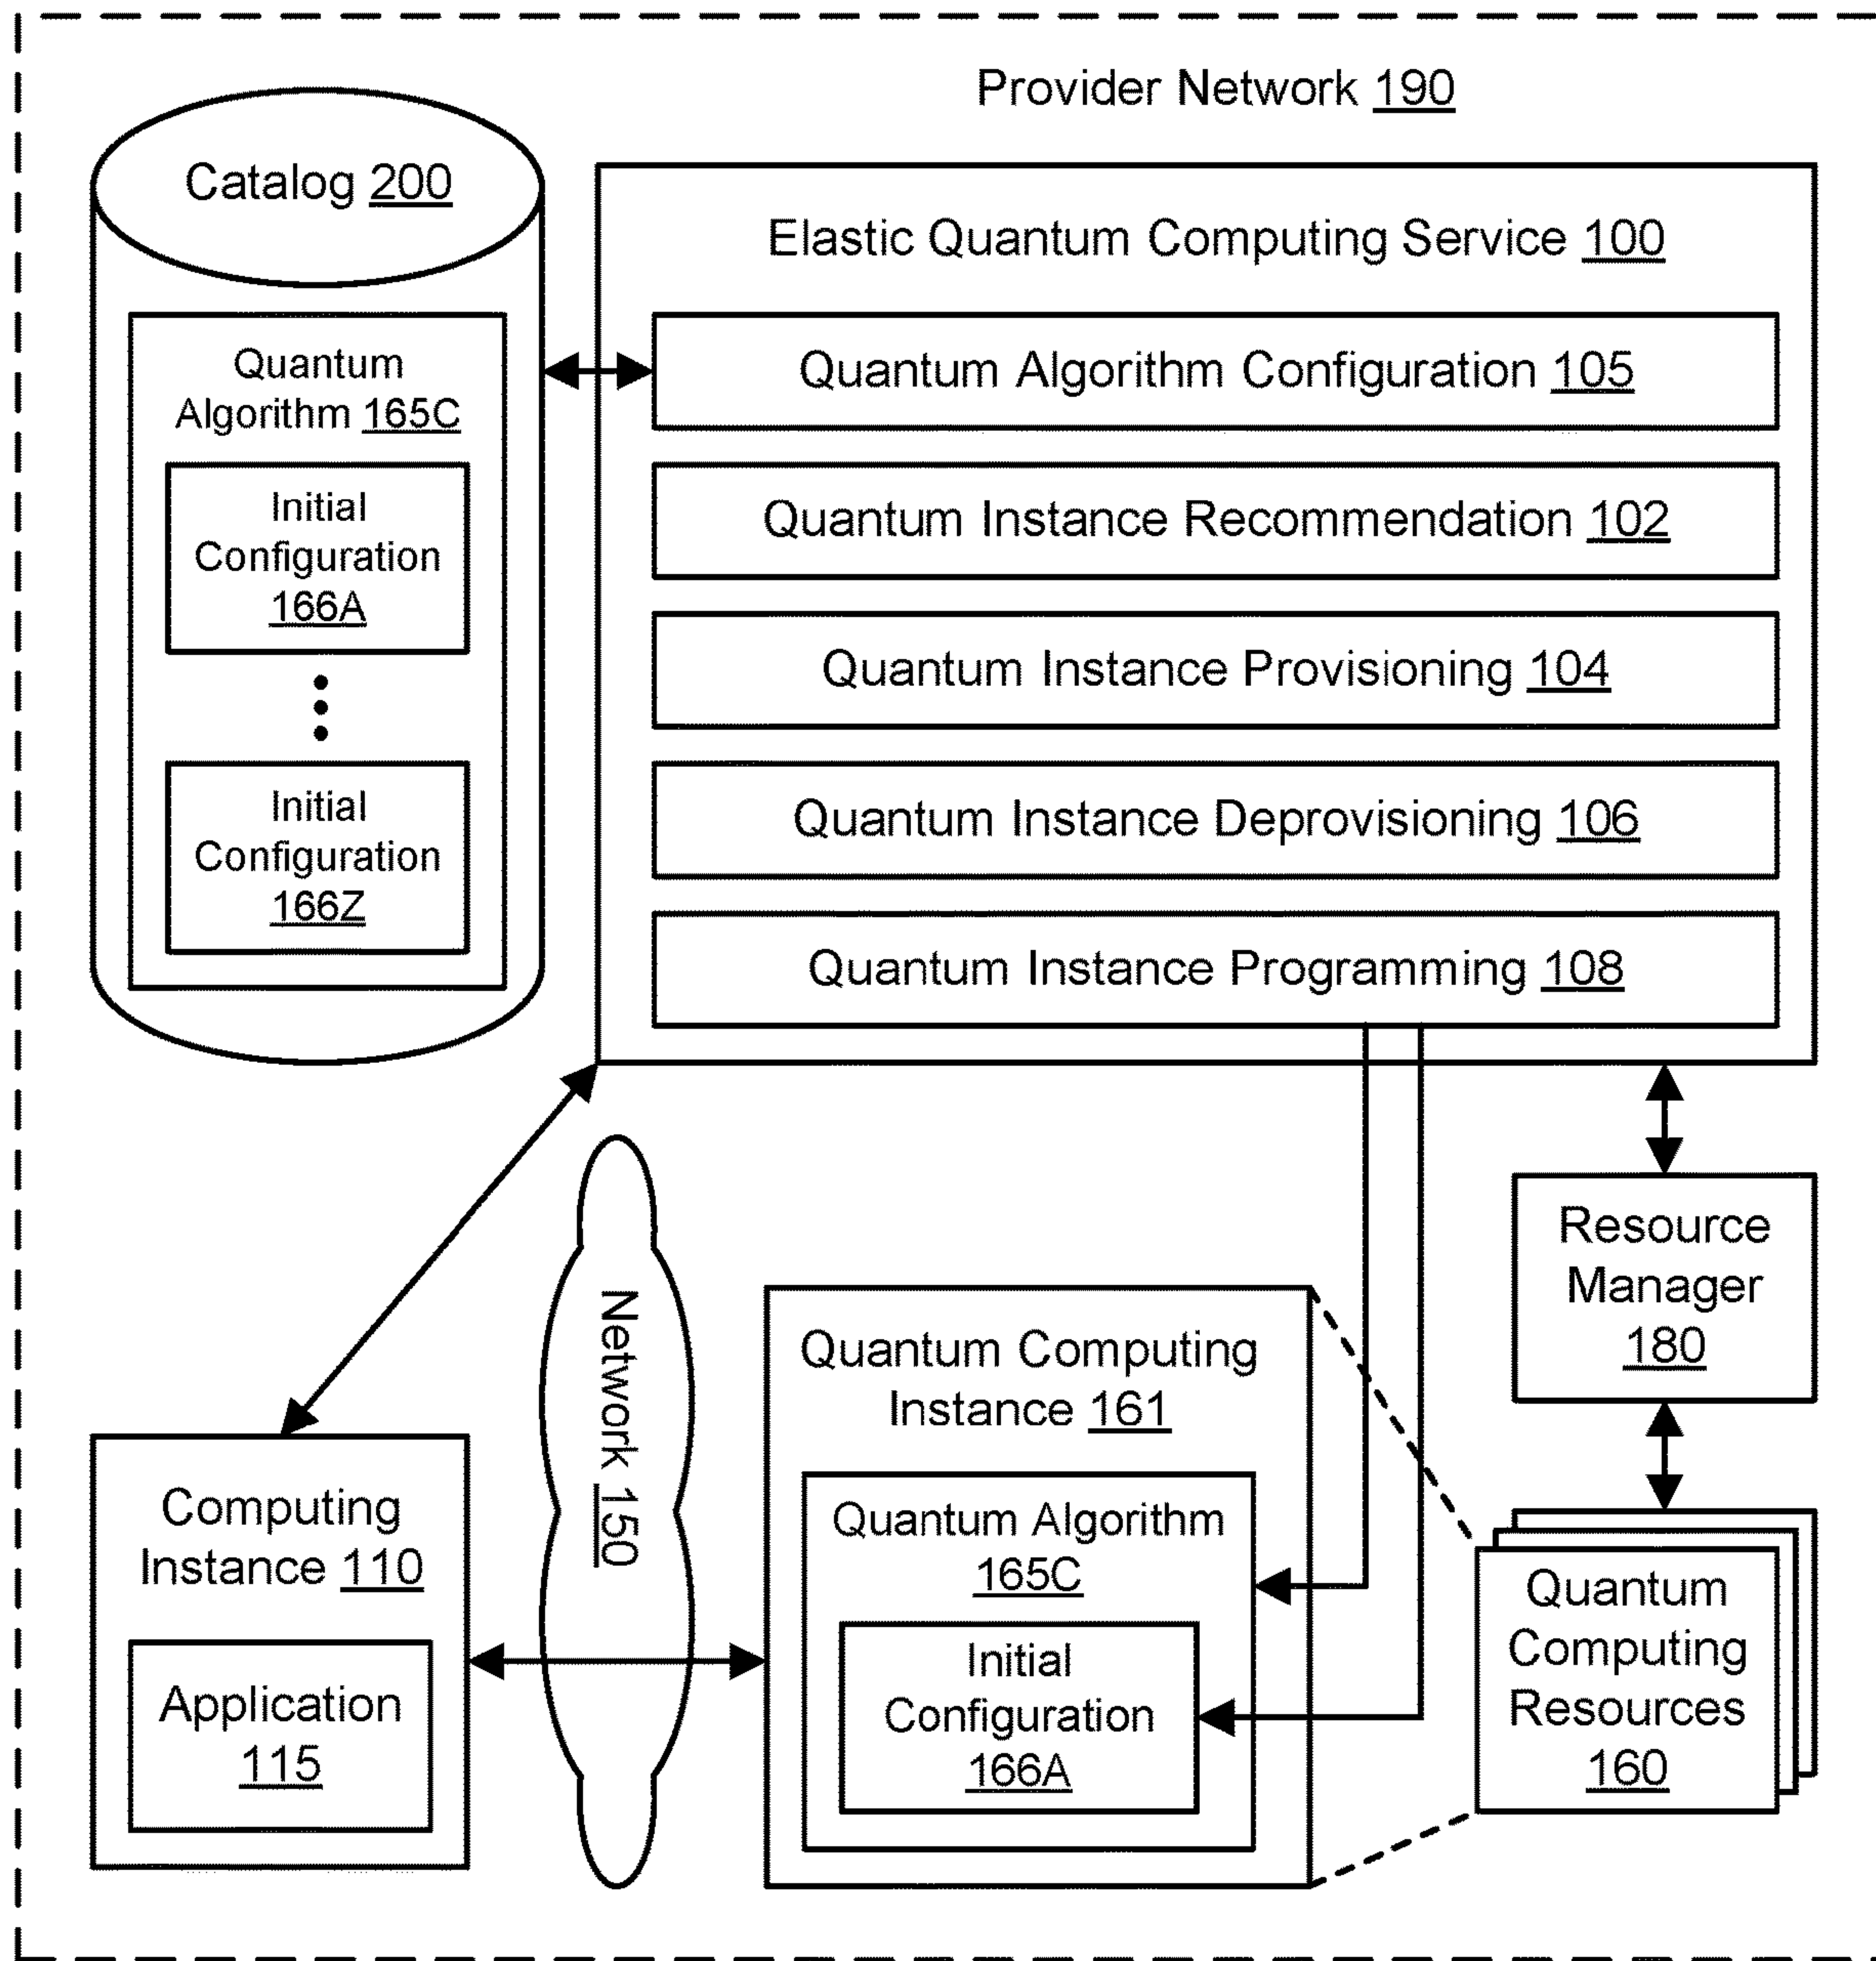 Provider Network 190
Catalog 200
Quantum
Algorithm 165C
Initial
Configuration
166A
Initial
Configuration
166Z
Elastic Quantum Computing Service 100
Quantum Algorithm Configuration 105
Quantum Instance Recommendation 102
Quantum Instance Provisioning 104
Quantum Instance Deprovisioning 106
Quantum Instance Programming 108
Resource
Manager
180
Network 150
Quantum Computing
Instance 161
Quantum Algorithm
165C
Initial
Configuration
166A
Computing
Instance 110
Application
115
Quantum
Computing
Resources
160